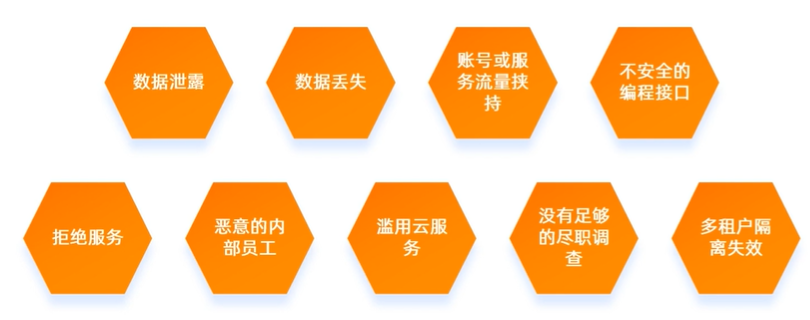 数据泄露
数据丢失
账号或服
务流量挟
持
不安全的
编程接口
拒绝服务
恶意的内
部员工
滥用云服
务
没有足够
的尽职调
查
多租户隔
离失效